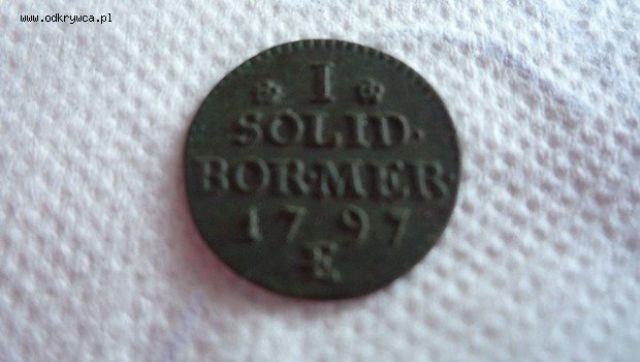 www.odkrywca.pl
I
SOLID·
BOR·MER·
1797
E